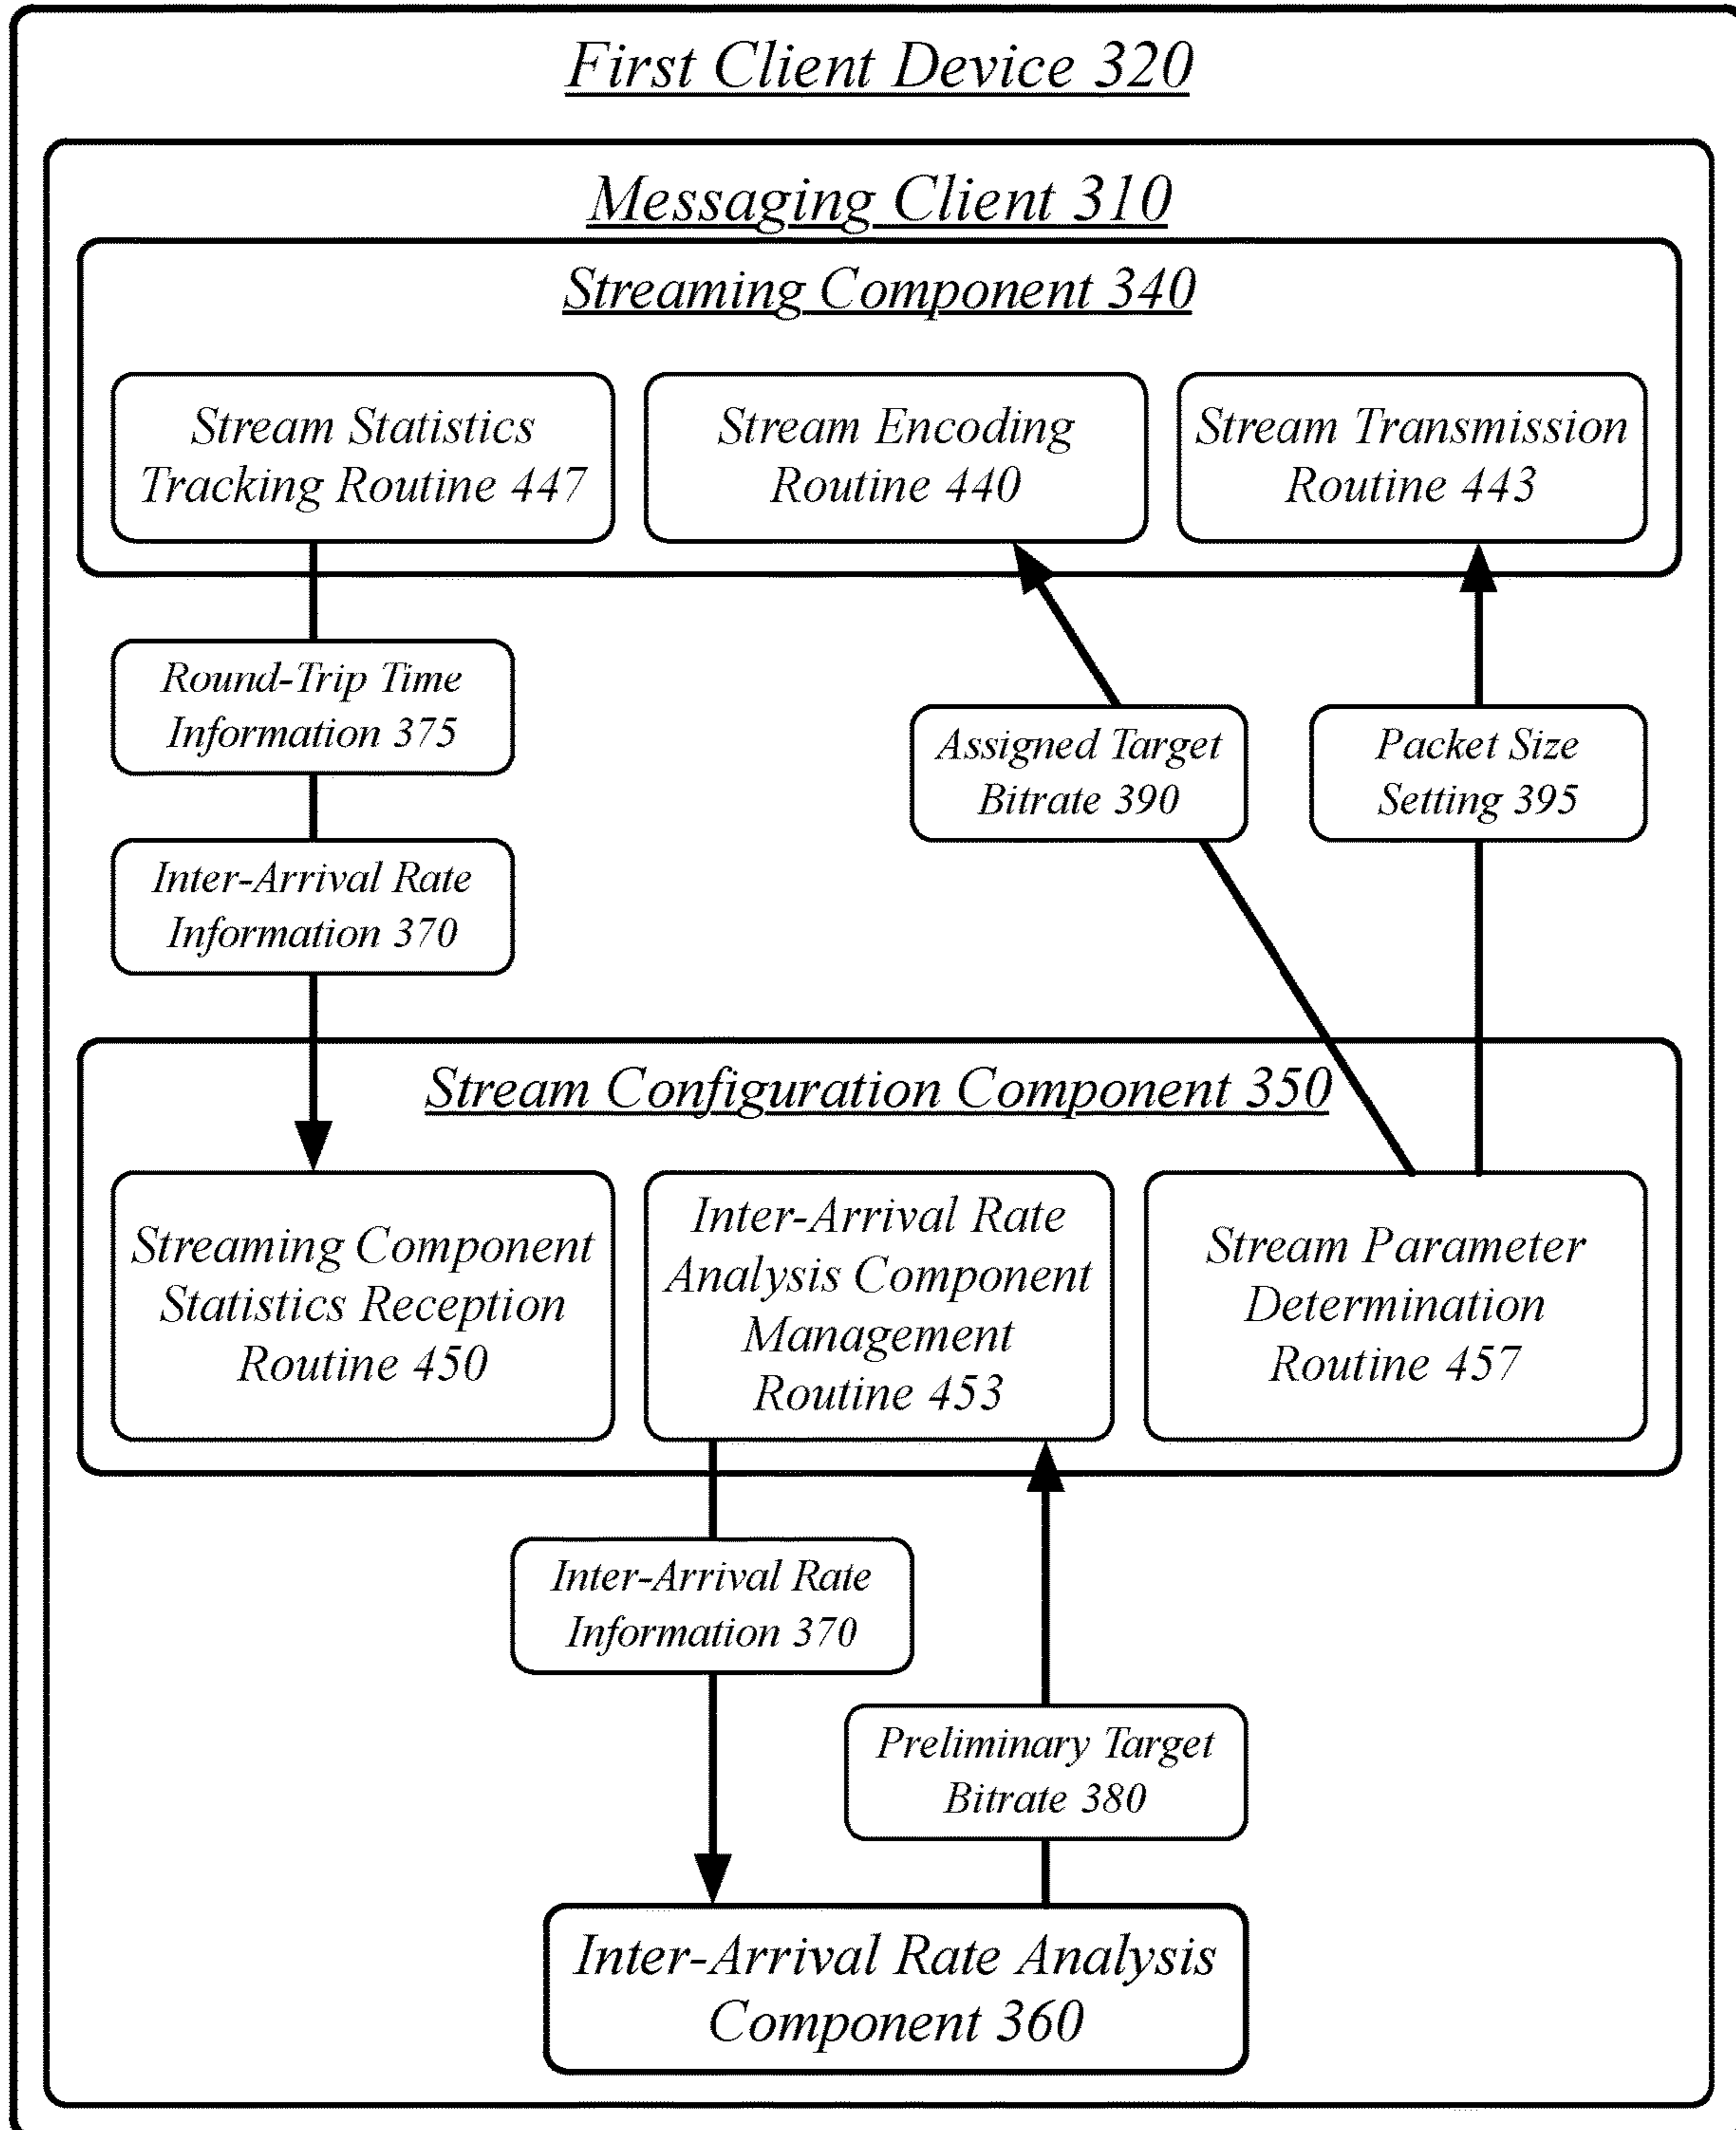 First Client Device 320
Messaging Client 310
Streaming Component 340
Stream Statistics
Tracking Routine 447
Stream Encoding
Routine 440
Stream Transmission
Routine 443
Round-Trip Time
Information 375
Inter-Arrival Rate
Information 370
Assigned Target
Bitrate 390
Packet Size
Setting 395
Stream Configuration Component 350
Streaming Component
Statistics Reception
Routine 450
Inter-Arrival Rate
Analysis Component
Management
Routine 453
Stream Parameter
Determination
Routine 457
Inter-Arrival Rate
Information 370
Preliminary Target
Bitrate 380
Inter-Arrival Rate Analysis
Component 360